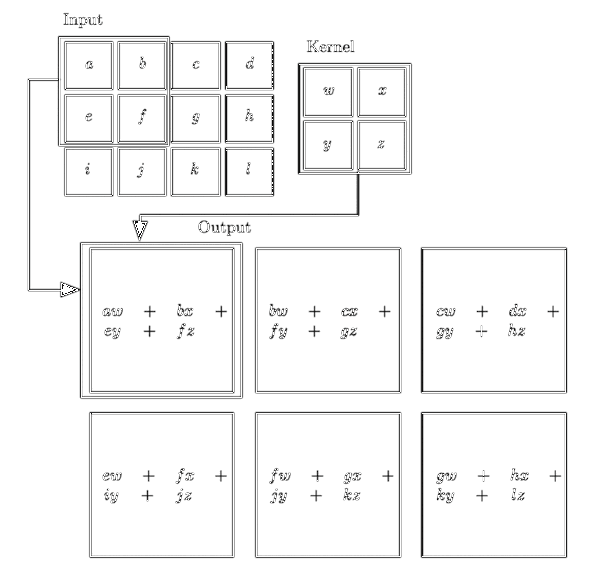 Input
Kernel
a b c d
w x
e f g h
y z
i j k l
Output
aw + bx + bw + cx + cw + dx +
ey + fz fy + gz gy + hz
ew + fx + fw + gx + gw + hx +
iy + jz jy + kz ky + lz